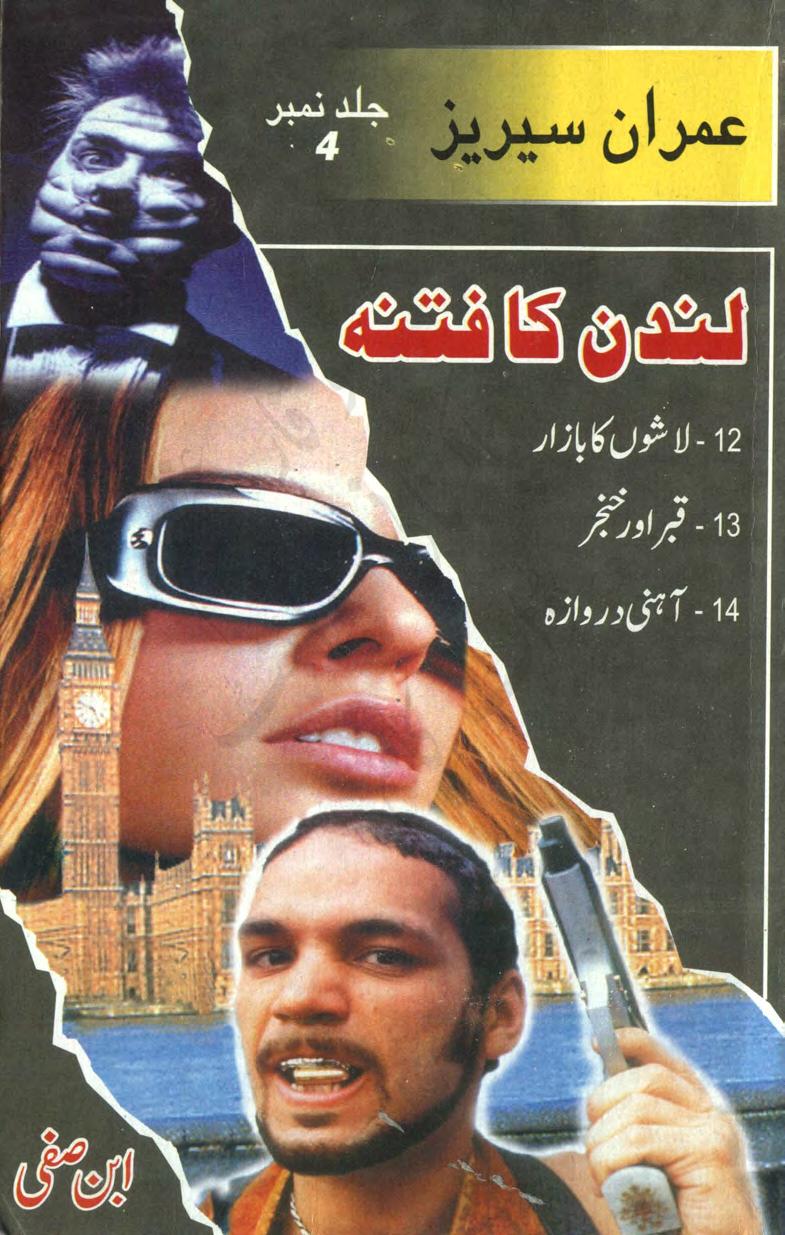 عمران سیریز
جلد نمبر
4
لندن کا فتنہ
12 - لاشوں کا بازار
13 - قبر اور خنجر
14 - آہنی دروازہ
ابن صفی